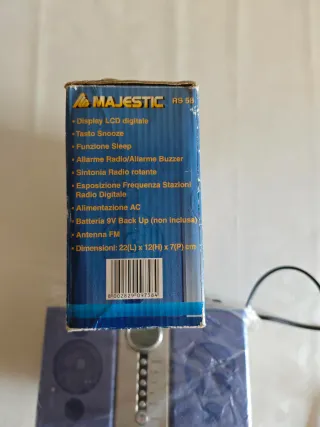 MAJESTIC RS 58
• Display LCD digitale
• Tasto Snooze
• Funzione Sleep
• Allarme Radio/Allarme Buzzer
• Sintonia Radio rotante
• Esposizione Frequenza Stazioni
Radio Digitale
• Alimentazione AC
• Batteria 9V Back Up (non inclusa)
• Antenna FM
• Dimensioni: 22(L) x 12(H) x 7(P) cm